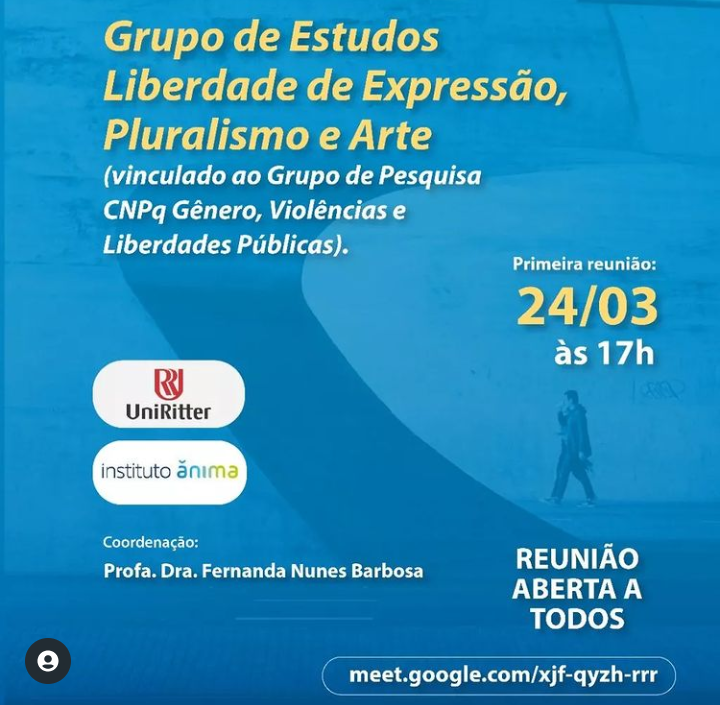 Grupo de Estudos
Liberdade de Expressão,
Pluralismo e Arte
(vinculado ao Grupo de Pesquisa
CNPq Gênero, Violências e
Liberdades Públicas).
Primeira reunião:
24/03
às 17h
UniRitter
instituto ănima
Coordenação:
Profa. Dra. Fernanda Nunes Barbosa
REUNIÃO
ABERTA A
TODOS
meet.google.com/xjf-qyzh-rrr